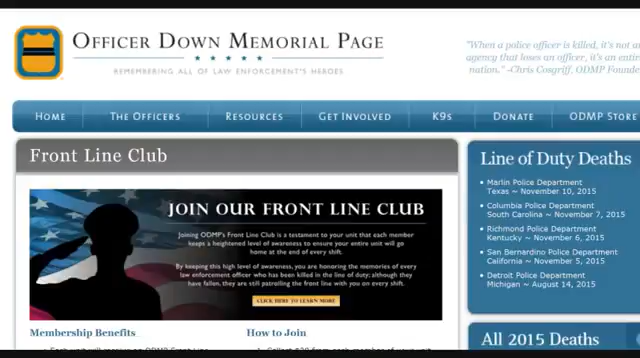 OFFICER DOWN MEMORIAL PAGE
REMEMBERING ALL OF LAW ENFORCEMENT'S HEROES
"When a police officer is killed, it's not a
agency that loses an officer, it's an entir
nation." -Chris Cosgriff, ODMP Founde
HOME THE OFFICERS RESOURCES GET INVOLVED K9S DONATE ODMP STORE
Front Line Club
JOIN OUR FRONT LINE CLUB
Joining ODMP's Front Line Club is a testament to your unit that each member
keeps a heightened level of awareness to ensure your entire unit will go
home at the end of every shift.
By keeping this high level of awareness, you are honoring the memories of every
law enforcement officer who has been killed in the line of duty; although they
have fallen, they are still patrolling the front line with you on every shift.
CLICK HERE TO LEARN MORE
Membership Benefits
How to Join
Line of Duty Deaths
Marlin Police Department
Texas ~ November 10, 2015
Columbia Police Department
South Carolina ~ November 7, 2015
Richmond Police Department
Kentucky ~ November 6, 2015
San Bernardino Police Department
California ~ November 5, 2015
Detroit Police Department
Michigan ~ August 14, 2015
All 2015 Deaths